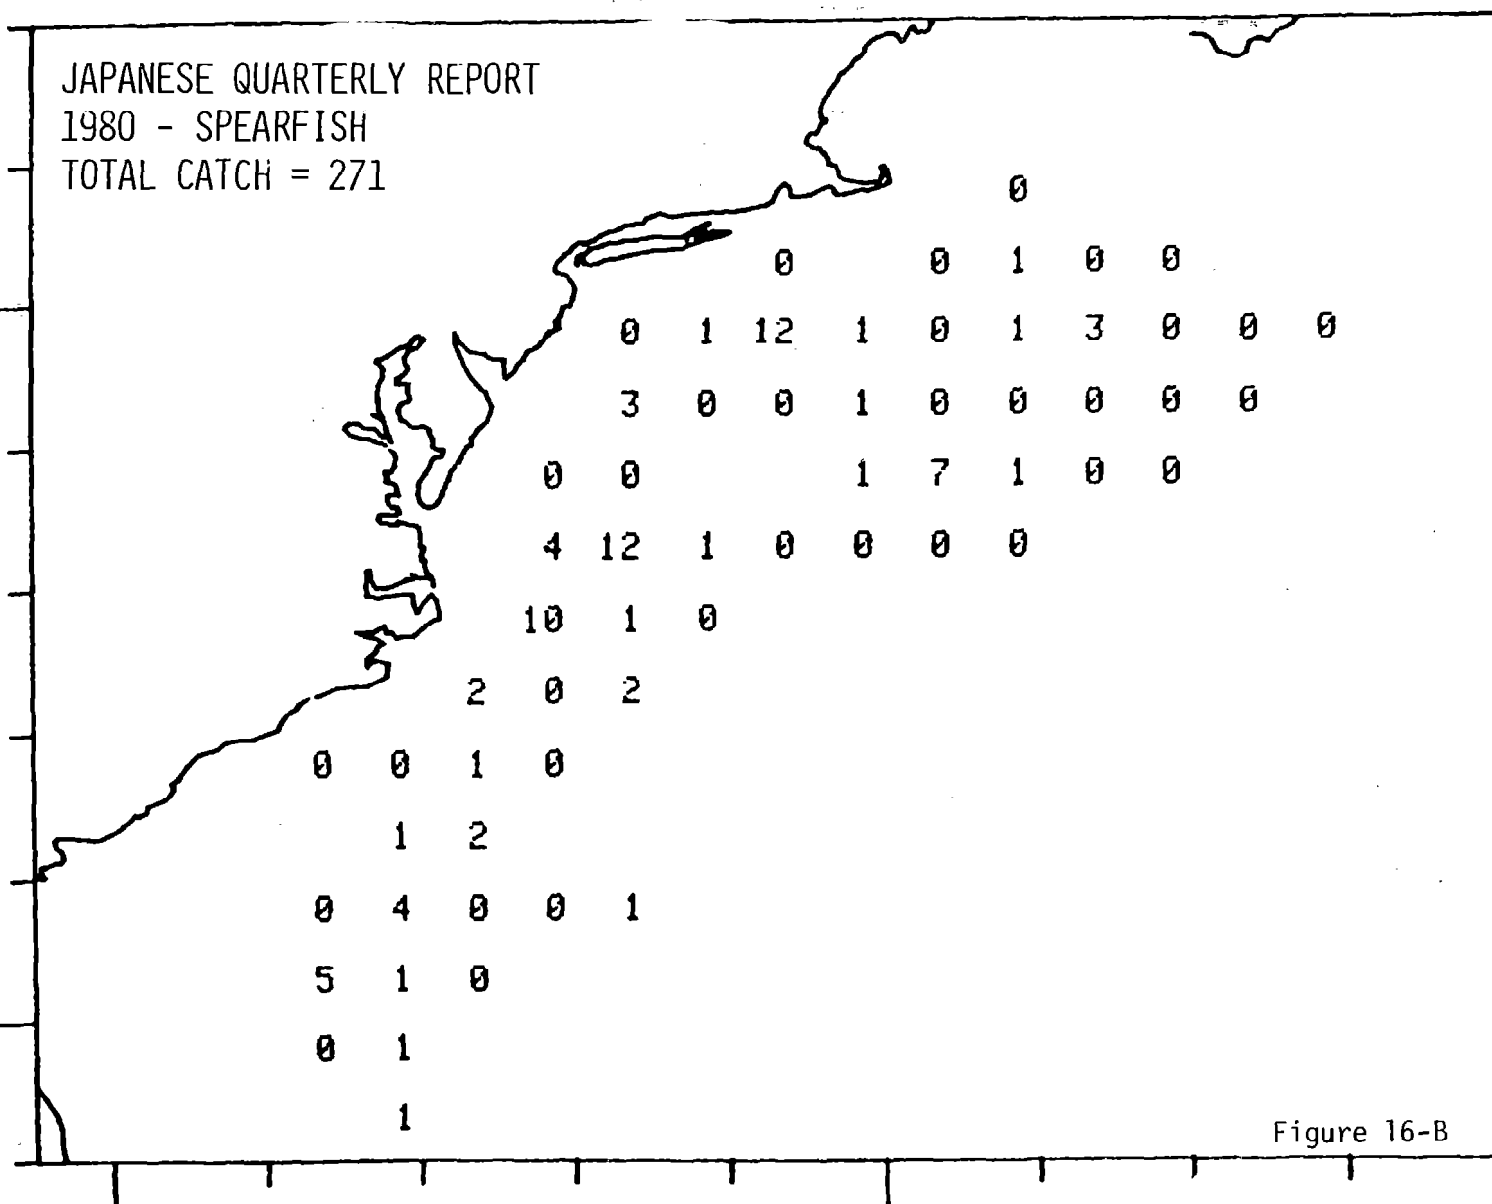 JAPANESE QUARTERLY REPORT
1980 - SPEARFISH
TOTAL CATCH = 271
0
0 0 1 0 0
0 1 12 1 0 1 3 0 0 0
3 0 0 1 0 0 0 0 0
0 0 1 7 1 0 0
4 12 1 0 0 0 0
10 1 0
2 0 2
0 0 1 0
1 2
0 4 0 0 1
5 1 0
0 1
1
Figure 16-B